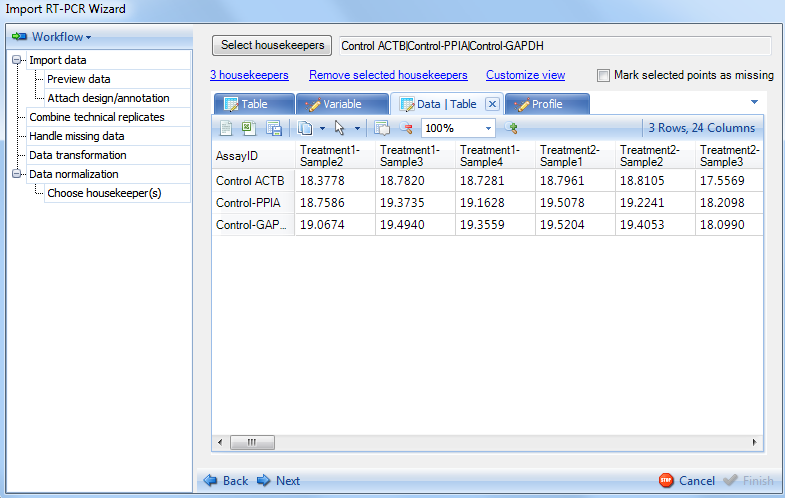 Import RT-PCR Wizard
Workflow
Import data
Preview data
Attach design/annotation
Combine technical replicates
Handle missing data
Data transformation
Data normalization
Choose housekeeper(s)
Select housekeepers Control ACTB|Control-PPIA|Control-GAPDH
3 housekeepers Remove selected housekeepers Customize view Mark selected points as missing
Table Variable Data | Table Profile
100% 3 Rows, 24 Columns
AssayID Treatment1-Sample2 Treatment1-Sample3 Treatment1-Sample4 Treatment2-Sample1 Treatment2-Sample2 Treatment2-Sample3
Control ACTB 18.3778 18.7820 18.7281 18.7961 18.8105 17.5569
Control-PPIA 18.7586 19.3735 19.1628 19.5078 19.2241 18.2098
Control-GAP... 19.0674 19.4940 19.3559 19.5204 19.4053 18.0990
Back Next STOP Cancel Finish